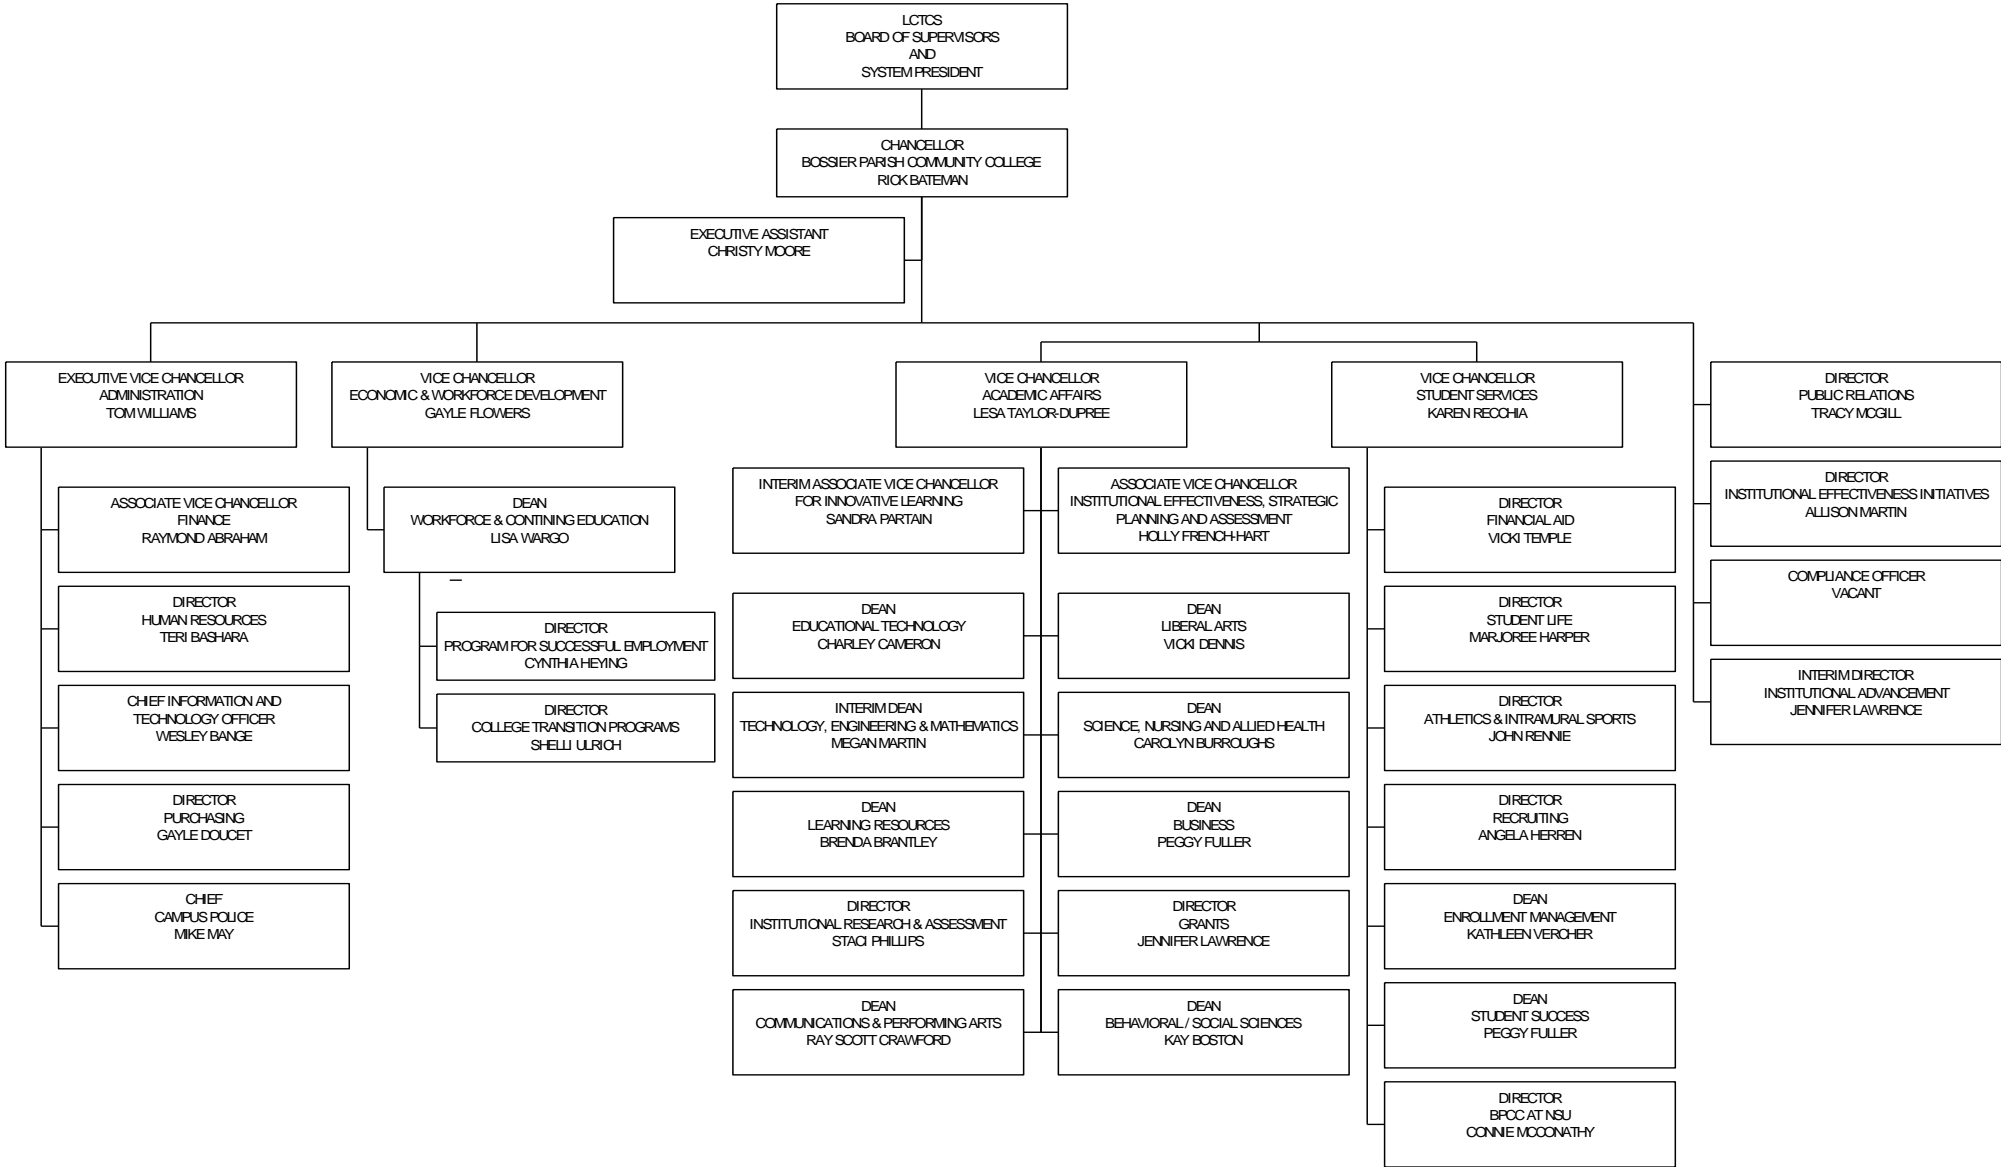 LCTCS
BOARD OF SUPERVISORS
AND
SYSTEM PRESIDENT
CHANCELLOR
BOSSIER PARISH COMMUNITY COLLEGE
RICK BATEMAN
EXECUTIVE ASSISTANT
CHRISTY MOORE
EXECUTIVE VICE CHANCELLOR
ADMINISTRATION
TOM WILLIAMS
VICE CHANCELLOR
ECONOMIC & WORKFORCE DEVELOPMENT
GAYLE FLOWERS
VICE CHANCELLOR
ACADEMIC AFFAIRS
LESA TAYLOR-DUPREE
VICE CHANCELLOR
STUDENT SERVICES
KAREN RECCHIA
DIRECTOR
PUBLIC RELATIONS
TRACY MCGILL
ASSOCIATE VICE CHANCELLOR
FINANCE
RAYMOND ABRAHAM
DIRECTOR
HUMAN RESOURCES
TERI BASHARA
CHIEF INFORMATION AND
TECHNOLOGY OFFICER
WESLEY BANGE
DIRECTOR
PURCHASING
GAYLE DOUCET
CHIEF
CAMPUS POLICE
MIKE MAY
DEAN
WORKFORCE & CONTINING EDUCATION
LISA WARGO
DIRECTOR
PROGRAM FOR SUCCESSFUL EMPLOYMENT
CYNTHIA HEYING
DIRECTOR
COLLEGE TRANSITION PROGRAMS
SHELLI ULRICH
INTERIM ASSOCIATE VICE CHANCELLOR
FOR INNOVATIVE LEARNING
SANDRA PARTAIN
ASSOCIATE VICE CHANCELLOR
INSTITUTIONAL EFFECTIVENESS, STRATEGIC
PLANNING AND ASSESSMENT
HOLLY FRENCH-HART
DEAN
EDUCATIONAL TECHNOLOGY
CHARLEY CAMERON
DEAN
LIBERAL ARTS
VICKI DENNIS
INTERIM DEAN
TECHNOLOGY, ENGINEERING & MATHEMATICS
MEGAN MARTIN
DEAN
SCIENCE, NURSING AND ALLIED HEALTH
CAROLYN BURROUGHS
DEAN
LEARNING RESOURCES
BRENDA BRANTLEY
DEAN
BUSINESS
PEGGY FULLER
DIRECTOR
INSTITUTIONAL RESEARCH & ASSESSMENT
STACI PHILLIPS
DIRECTOR
GRANTS
JENNIFER LAWRENCE
DEAN
COMMUNICATIONS & PERFORMING ARTS
RAY SCOTT CRAWFORD
DEAN
BEHAVIORAL / SOCIAL SCIENCES
KAY BOSTON
DIRECTOR
FINANCIAL AID
VICKI TEMPLE
DIRECTOR
STUDENT LIFE
MARJOREE HARPER
DIRECTOR
ATHLETICS & INTRAMURAL SPORTS
JOHN RENNIE
DIRECTOR
RECRUITING
ANGELA HERREN
DEAN
ENROLLMENT MANAGEMENT
KATHLEEN VERCHER
DEAN
STUDENT SUCCESS
PEGGY FULLER
DIRECTOR
BPCC AT NSU
CONNIE MCCONATHY
DIRECTOR
INSTITUTIONAL EFFECTIVENESS INITIATIVES
ALLISON MARTIN
COMPLIANCE OFFICER
VACANT
INTERIM DIRECTOR
INSTITUTIONAL ADVANCEMENT
JENNIFER LAWRENCE